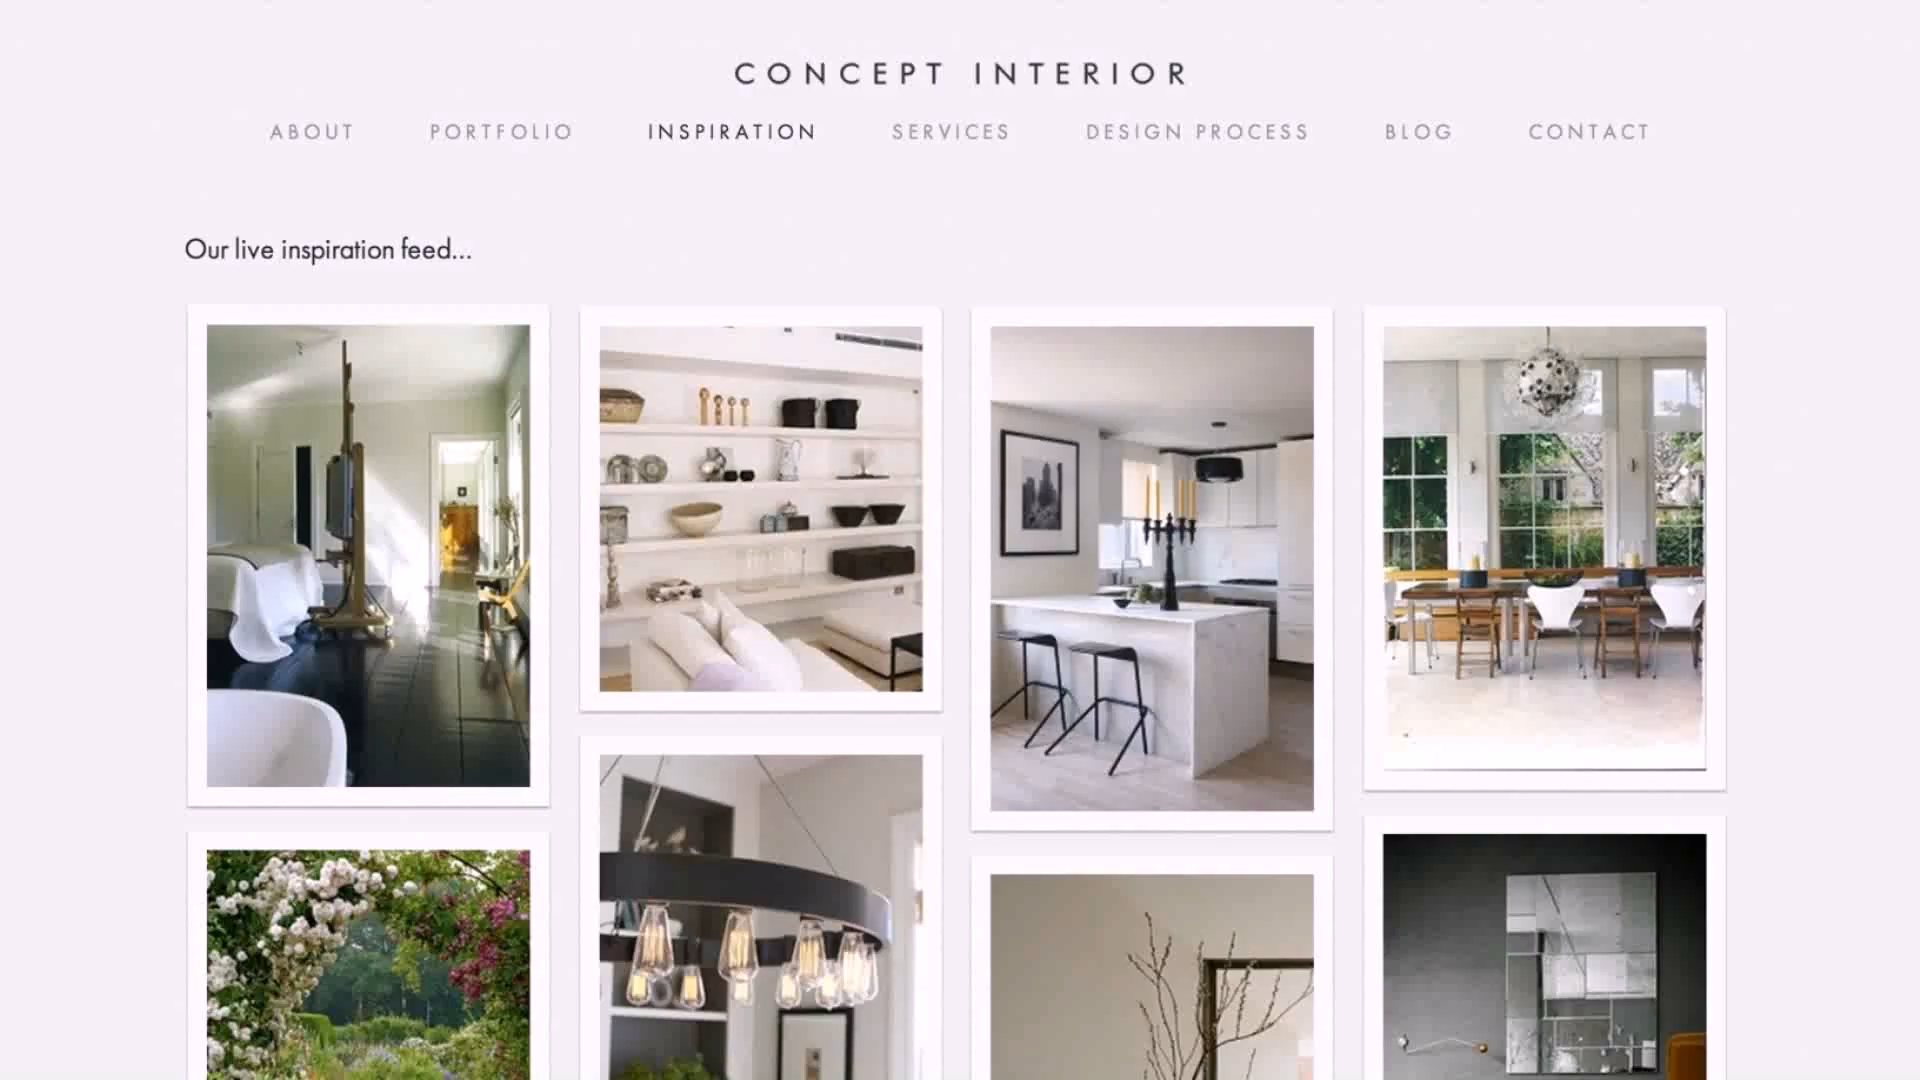 CONCEPT INTERIOR
ABOUT PORTFOLIO INSPIRATION SERVICES DESIGN PROCESS BLOG CONTACT
Our live inspiration feed...